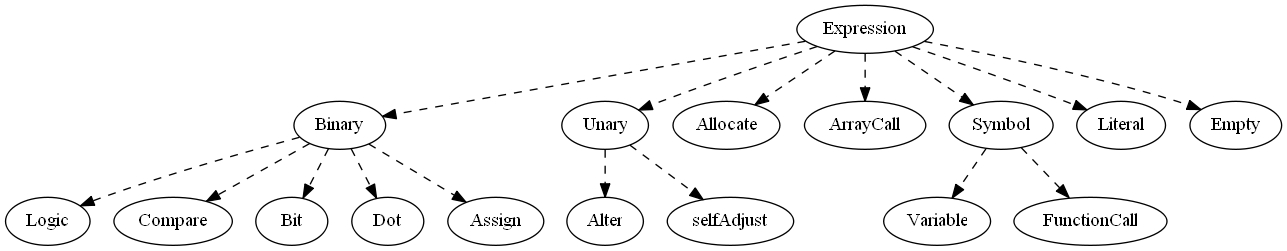 Expression
Binary Unary Allocate ArrayCall Symbol Literal Empty
Logic Compare Bit Dot Assign Alter selfAdjust Variable FunctionCall